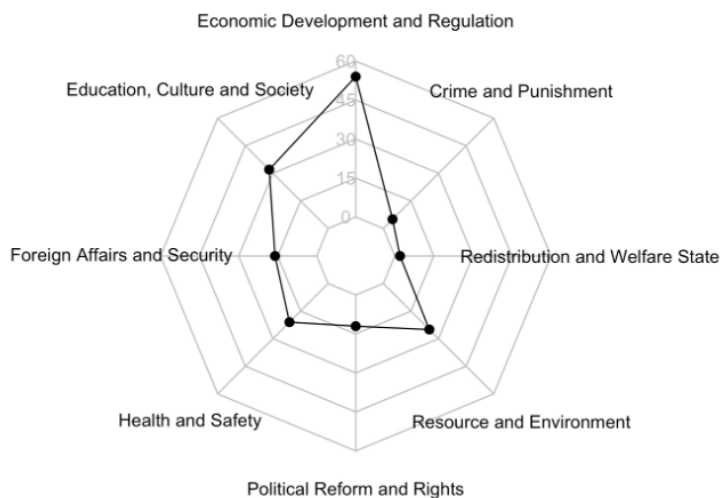 Economic Development and Regulation
60
Education, Culture and Society
Crime and Punishment
45
30
15
0
Foreign Affairs and Security
Redistribution and Welfare State
Health and Safety
Resource and Environment
Political Reform and Rights